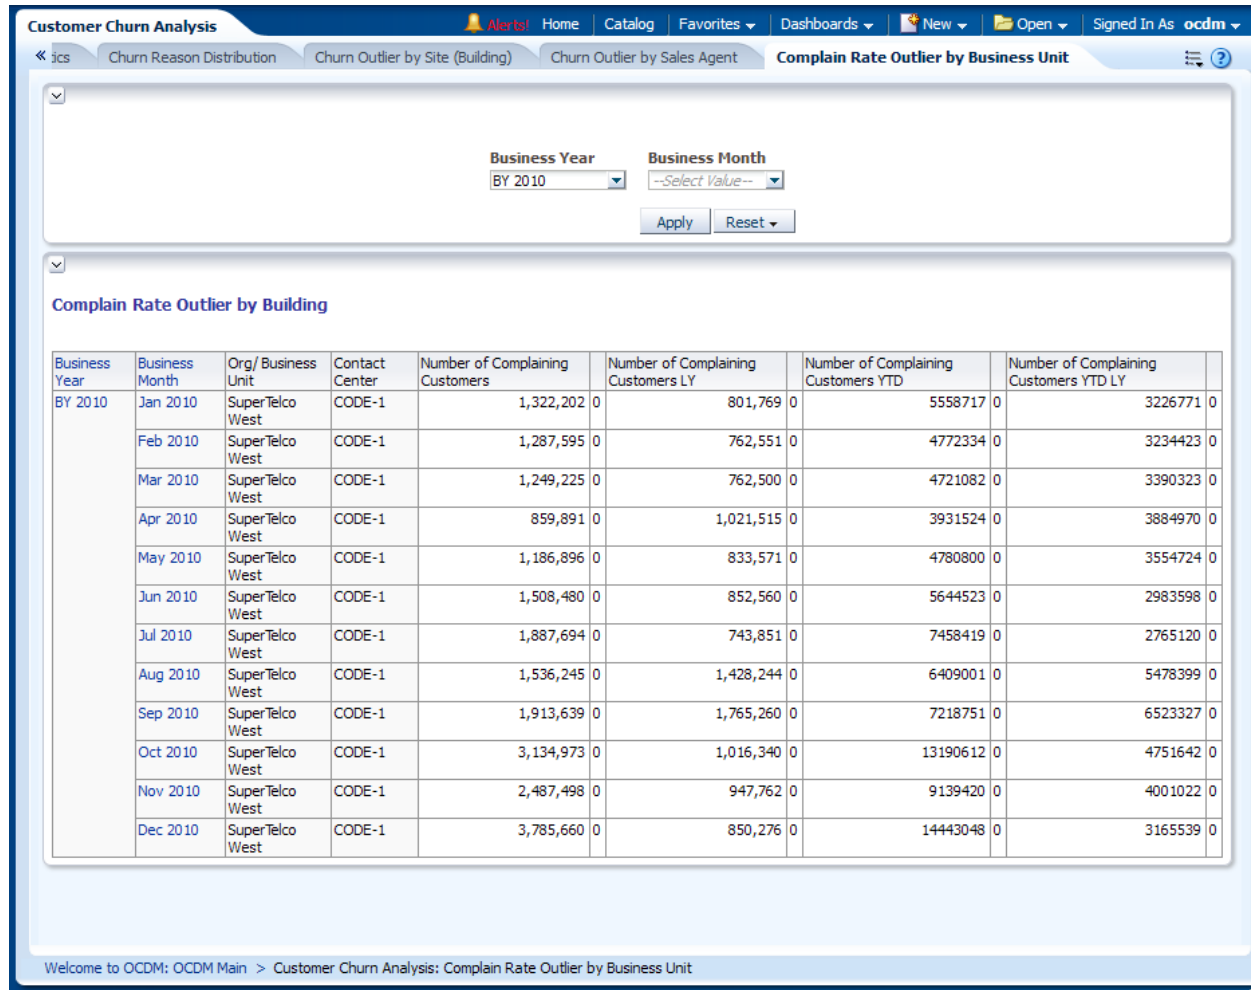 Customer Churn Analysis Alerts! Home Catalog Favorites Dashboards New Open Signed In As ocdm
« tics Churn Reason Distribution Churn Outlier by Site (Building) Churn Outlier by Sales Agent Complain Rate Outlier by Business Unit ?
Business Year Business Month
BY 2010 --Select Value--
Apply Reset
Complain Rate Outlier by Building
Business Year Business Month Org/Business Unit Contact Center Number of Complaining Customers Number of Complaining Customers LY Number of Complaining Customers YTD Number of Complaining Customers YTD LY
BY 2010 Jan 2010 SuperTelco West CODE-1 1,322,202 0 801,769 0 5558717 0 3226771 0
Feb 2010 SuperTelco West CODE-1 1,287,595 0 762,551 0 4772334 0 3234423 0
Mar 2010 SuperTelco West CODE-1 1,249,225 0 762,500 0 4721082 0 3390323 0
Apr 2010 SuperTelco West CODE-1 859,891 0 1,021,515 0 3931524 0 3884970 0
May 2010 SuperTelco West CODE-1 1,186,896 0 833,571 0 4780800 0 3554724 0
Jun 2010 SuperTelco West CODE-1 1,508,480 0 852,560 0 5644523 0 2983598 0
Jul 2010 SuperTelco West CODE-1 1,887,694 0 743,851 0 7458419 0 2765120 0
Aug 2010 SuperTelco West CODE-1 1,536,245 0 1,428,244 0 6409001 0 5478399 0
Sep 2010 SuperTelco West CODE-1 1,913,639 0 1,765,260 0 7218751 0 6523327 0
Oct 2010 SuperTelco West CODE-1 3,134,973 0 1,016,340 0 13190612 0 4751642 0
Nov 2010 SuperTelco West CODE-1 2,487,498 0 947,762 0 9139420 0 4001022 0
Dec 2010 SuperTelco West CODE-1 3,785,660 0 850,276 0 14443048 0 3165539 0
Welcome to OCDM: OCDM Main > Customer Churn Analysis: Complain Rate Outlier by Business Unit